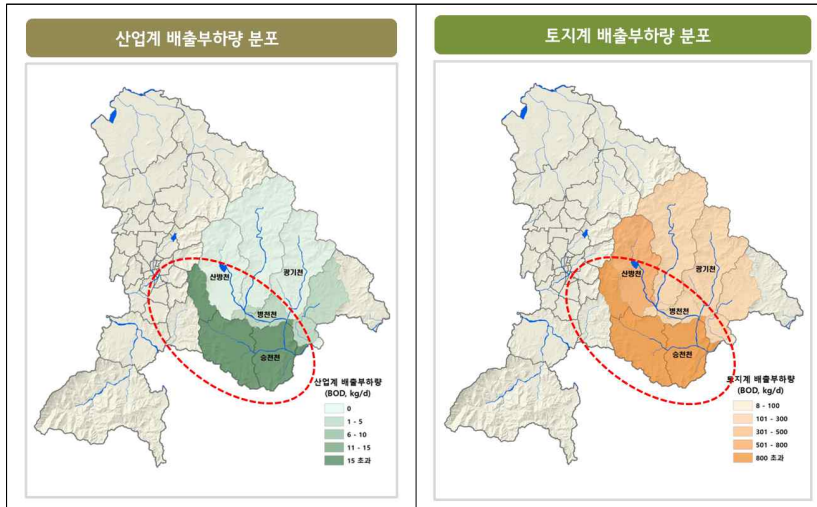 산업계 배출부하량 분포
산방천
광기천
병천천
승천천
산업계 배출부하량
(BOD, kg/d)
0
1 - 5
6 - 10
11 - 15
15 초과
토지계 배출부하량 분포
산방천
광기천
병천천
승천천
토지계 배출부하량
(BOD, kg/d)
8 - 100
101 - 300
301 - 500
501 - 800
800 초과